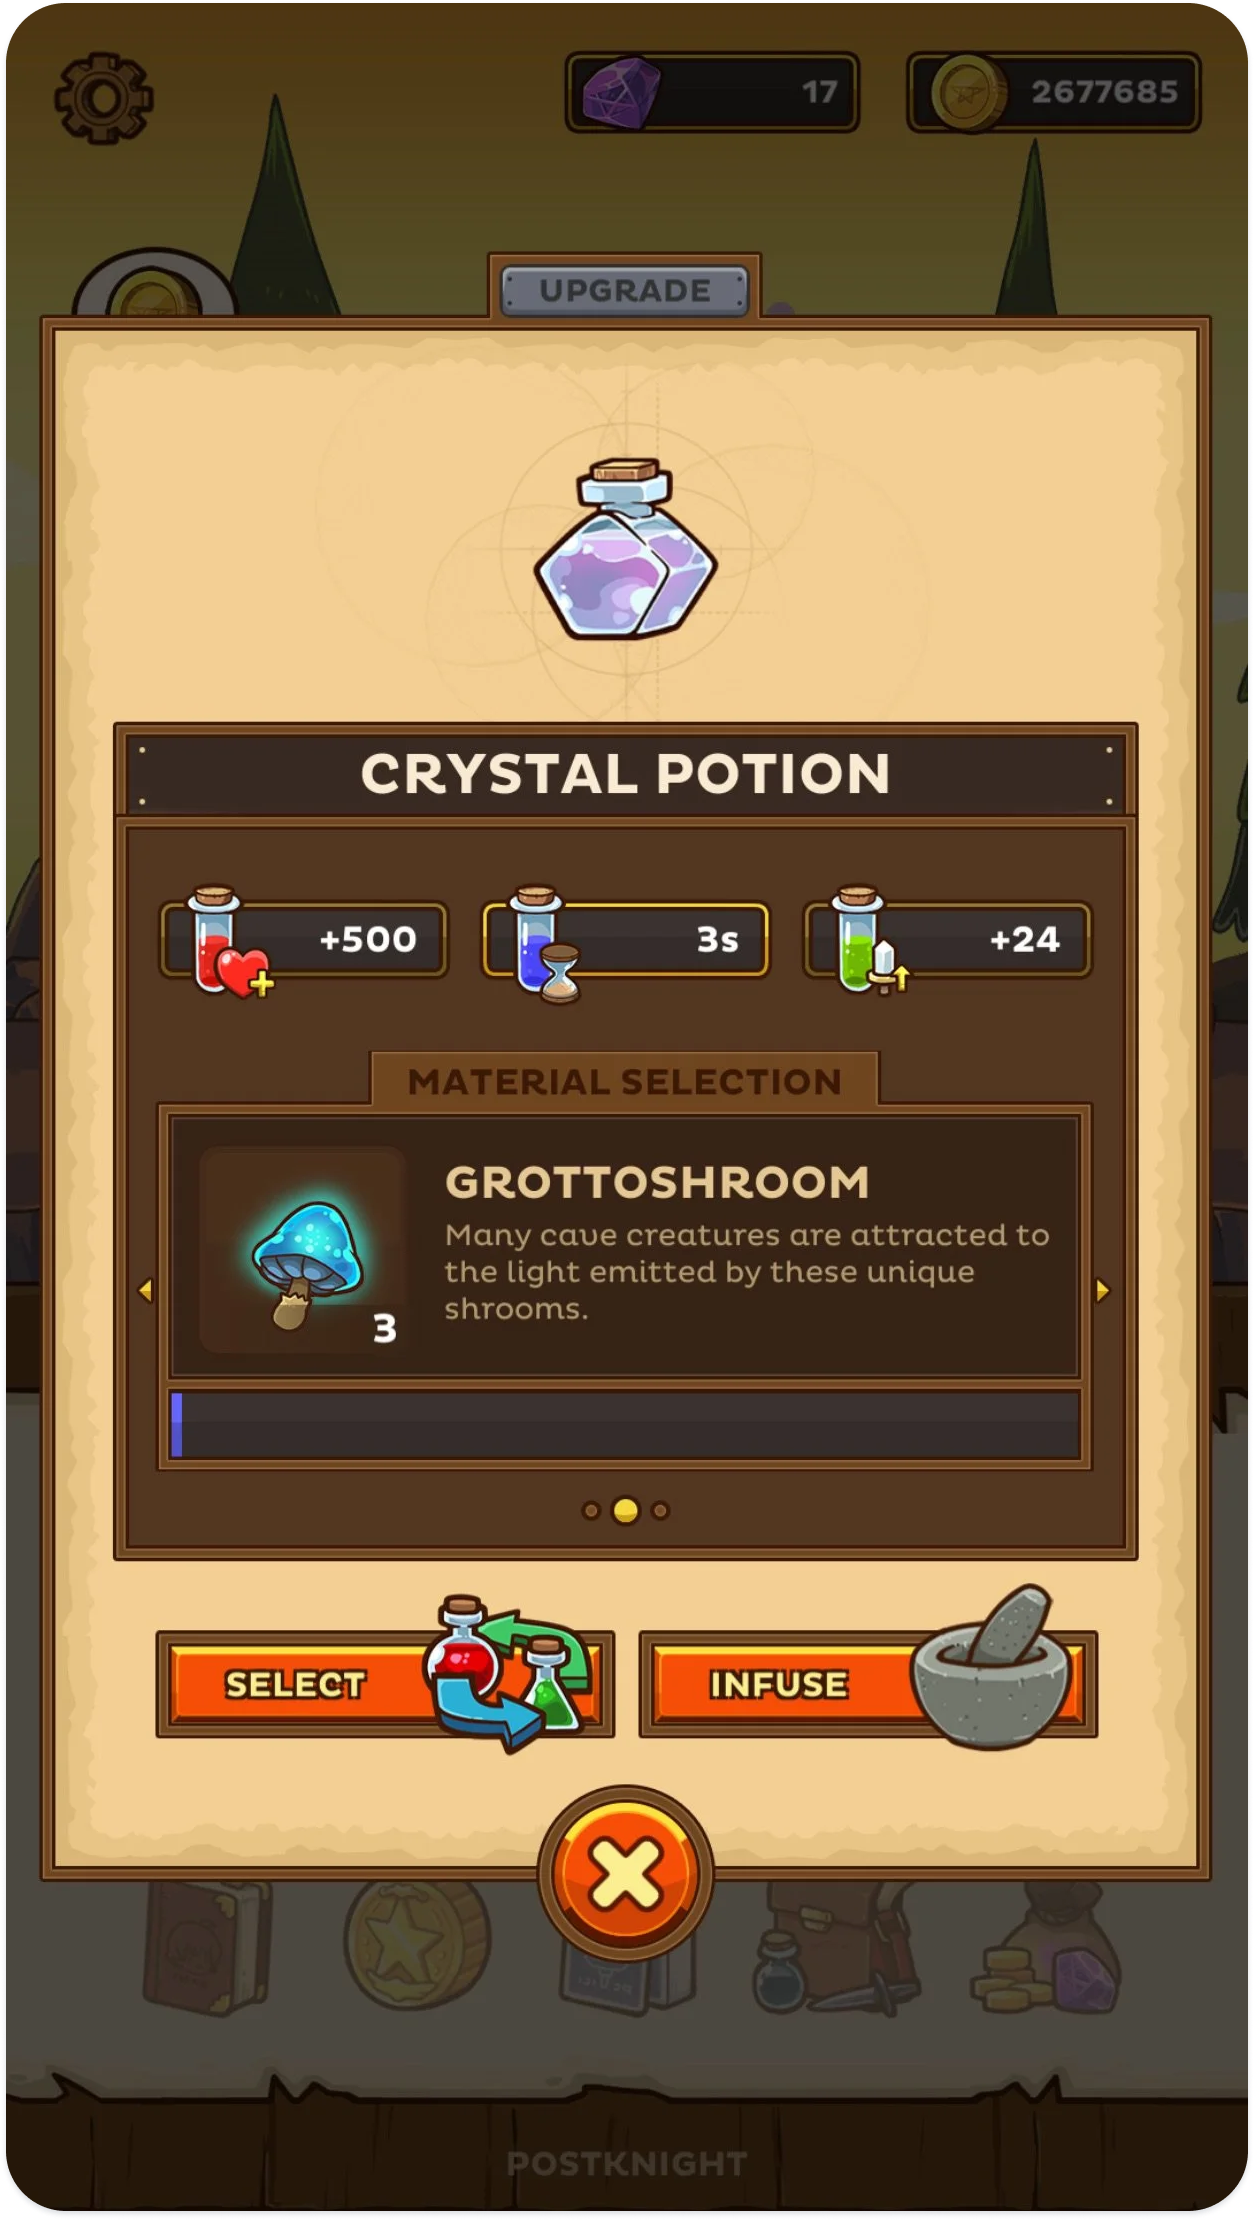 17
2677685
UPGRADE
CRYSTAL POTION
+500
3s
+24
MATERIAL SELECTION
GROTTOSHROOM
Many cave creatures are attracted to
the light emitted by these unique
shrooms.
3
SELECT
INFUSE
POSTKNIGHT